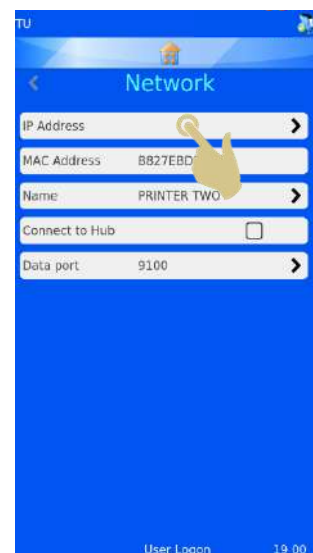 TU
Network
IP Address
MAC Address B827EBD
Name PRINTER TWO
Connect to Hub
Data port 9100
User Logon 19 00